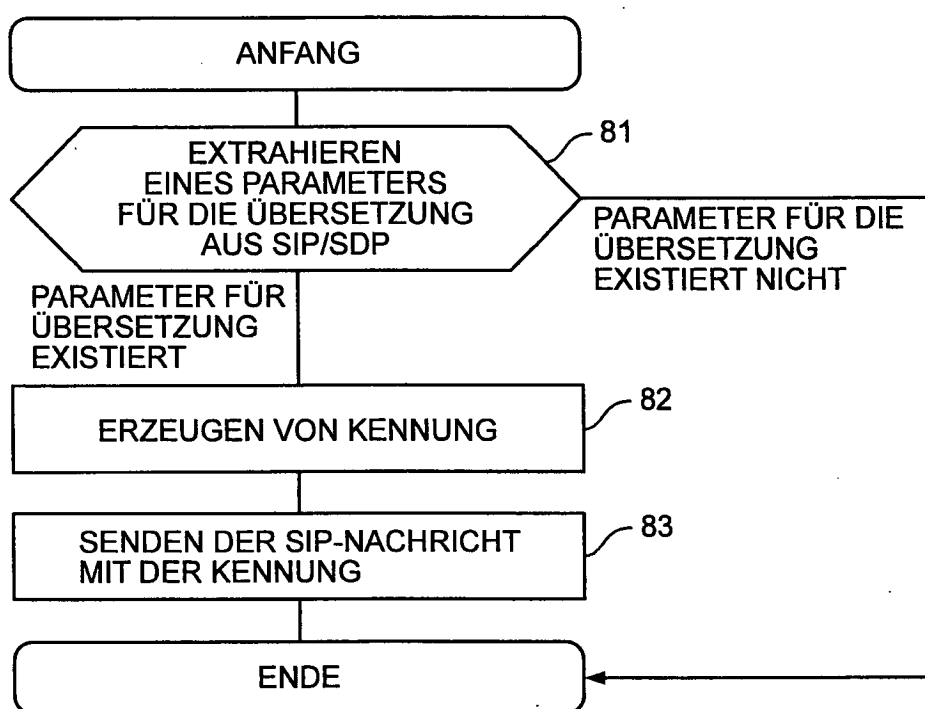 ANFANG
81
EXTRAHIEREN
EINES PARAMETERS
FÜR DIE ÜBERSETZUNG
AUS SIP/SDP
PARAMETER FÜR DIE
ÜBERSETZUNG
EXISTIERT NICHT
PARAMETER FÜR
ÜBERSETZUNG
EXISTIERT
82
ERZEUGEN VON KENNUNG
83
SENDEN DER SIP-NACHRICHT
MIT DER KENNUNG
ENDE